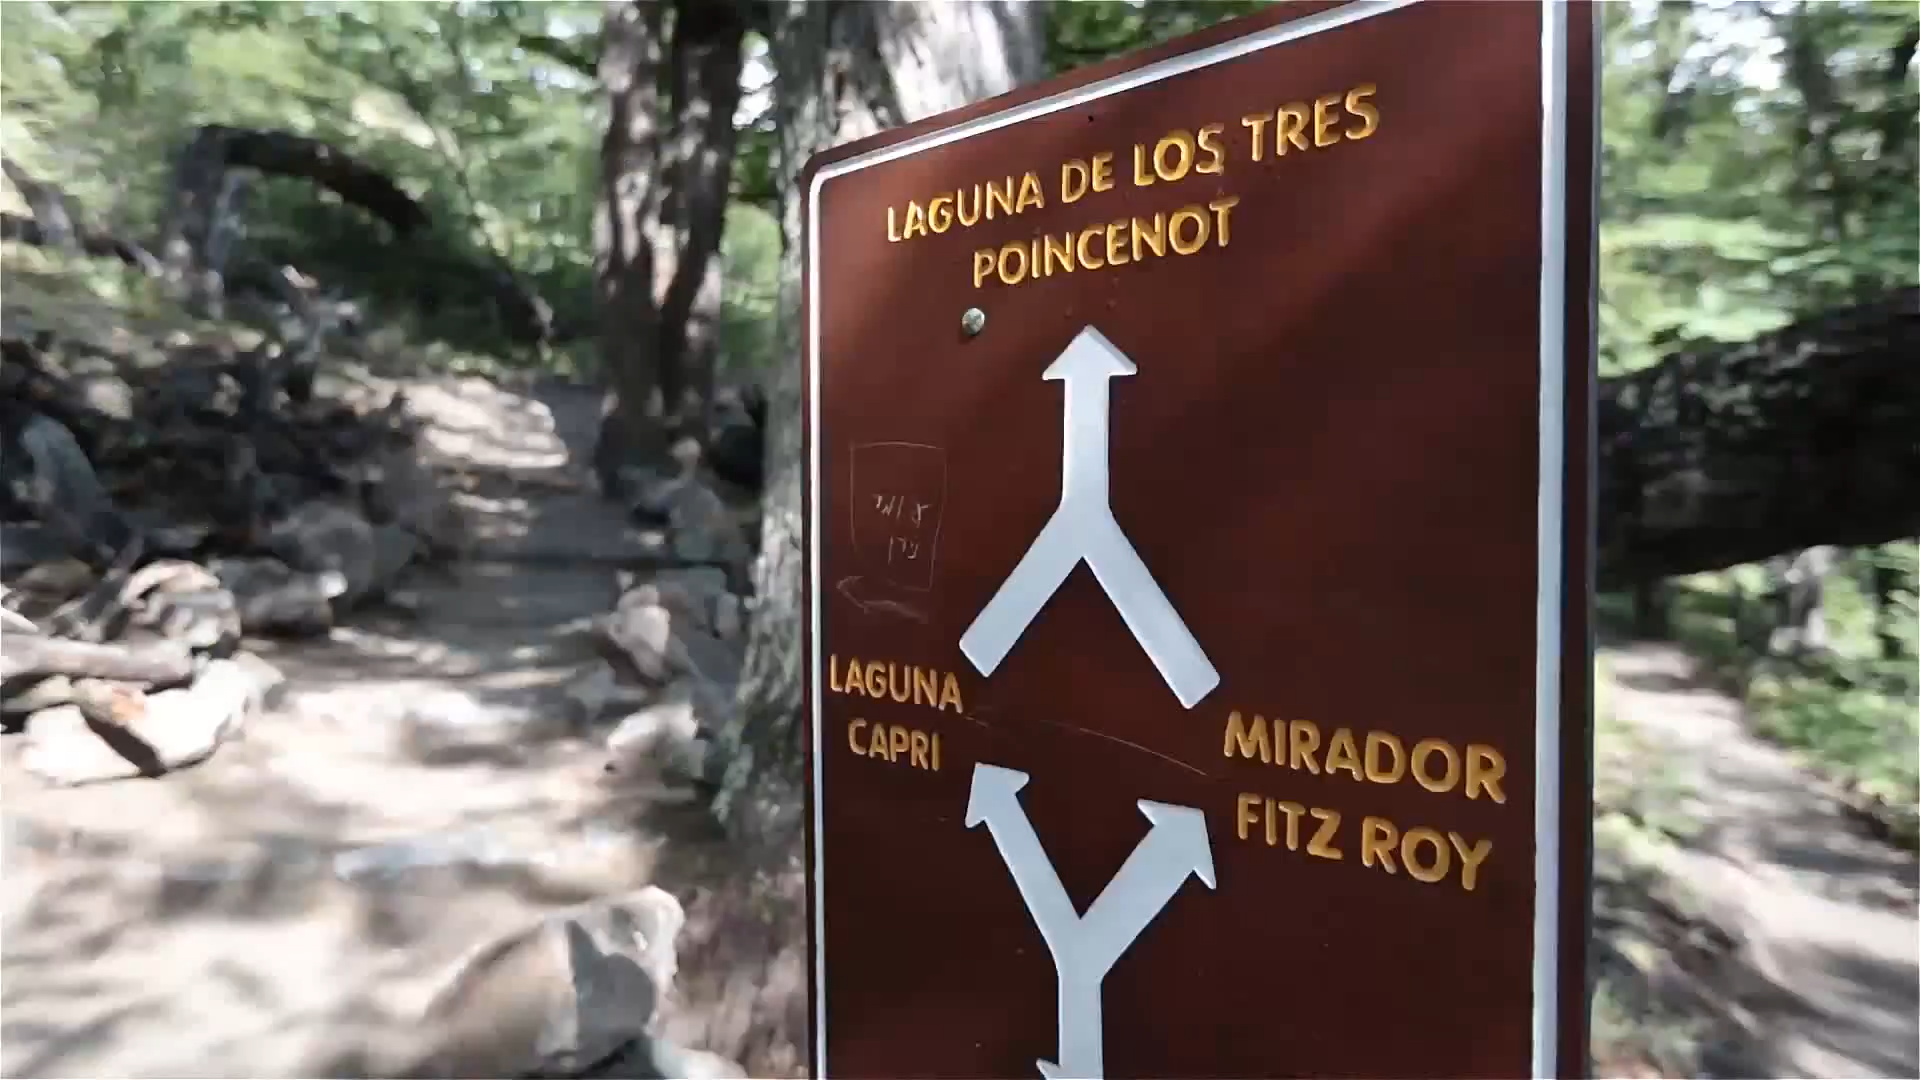 LAGUNA DE LOS TRES
POINCENOT
LAGUNA
CAPRI
MIRADOR
FITZ ROY